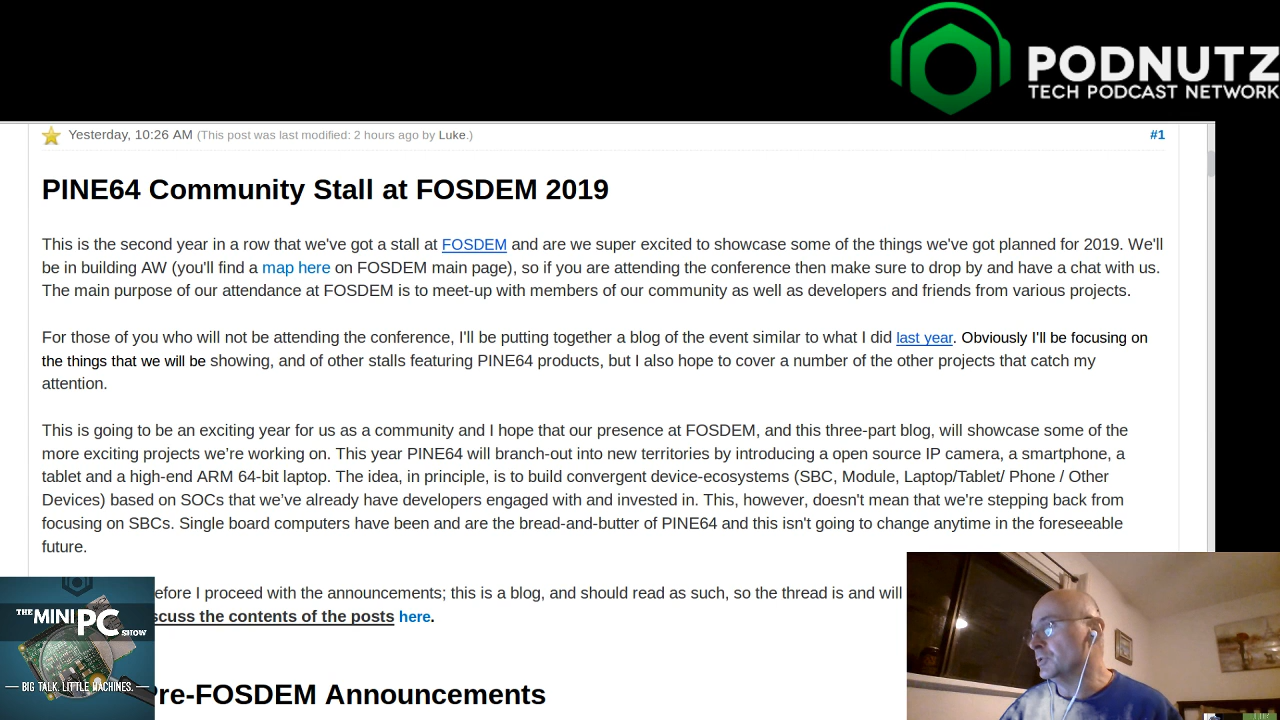 PODNUTZ
TECH PODCAST NETWORK
Yesterday, 10:26 AM (This post was last modified: 2 hours ago by Luke.)
#1
PINE64 Community Stall at FOSDEM 2019
This is the second year in a row that we've got a stall at FOSDEM and are we super excited to showcase some of the things we've got planned for 2019. We'll
be in building AW (you'll find a map here on FOSDEM main page), so if you are attending the conference then make sure to drop by and have a chat with us.
The main purpose of our attendance at FOSDEM is to meet-up with members of our community as well as developers and friends from various projects.
For those of you who will not be attending the conference, I'll be putting together a blog of the event similar to what I did last year. Obviously I'll be focusing on
the things that we will be showing, and of other stalls featuring PINE64 products, but I also hope to cover a number of the other projects that catch my
attention.
This is going to be an exciting year for us as a community and I hope that our presence at FOSDEM, and this three-part blog, will showcase some of the
more exciting projects we're working on. This year PINE64 will branch-out into new territories by introducing a open source IP camera, a smartphone, a
tablet and a high-end ARM 64-bit laptop. The idea, in principle, is to build convergent device-ecosystems (SBC, Module, Laptop/Tablet/ Phone / Other
Devices) based on SOCs that we've already have developers engaged with and invested in. This, however, doesn't mean that we're stepping back from
focusing on SBCs. Single board computers have been and are the bread-and-butter of PINE64 and this isn't going to change anytime in the foreseeable
future.
efore I proceed with the announcements; this is a blog, and should read as such, so the thread is and will
scuss the contents of the posts here.
re-FOSDEM Announcements
THE MINI PC SHOW
BIG TALK. LITTLE MACHINES.